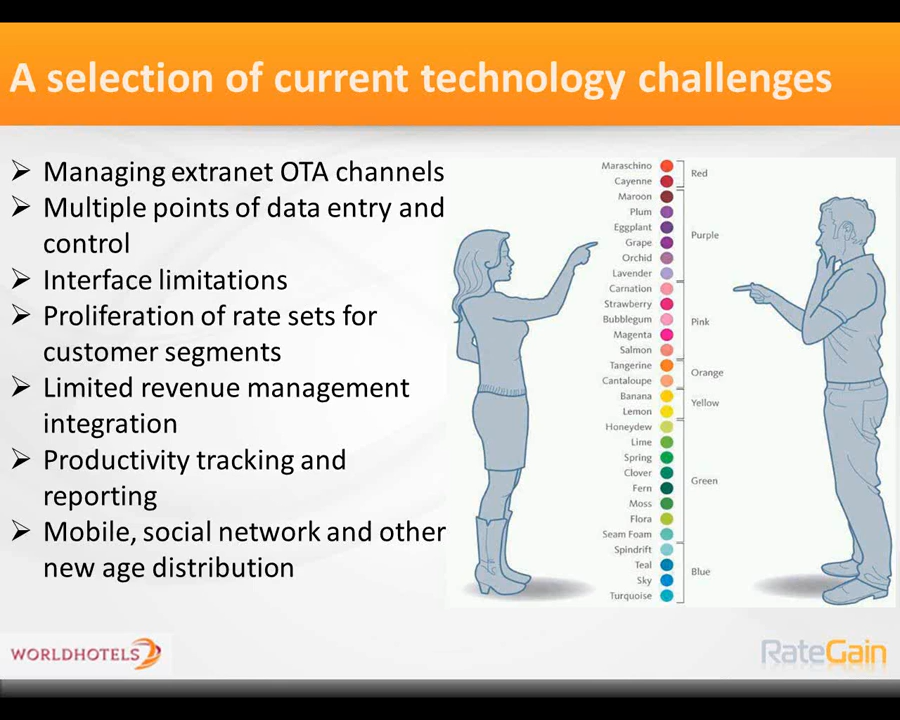 A selection of current technology challenges
➢ Managing extranet OTA channels
➢ Multiple points of data entry and
control
➢ Interface limitations
➢ Proliferation of rate sets for
customer segments
➢ Limited revenue management
integration
➢ Productivity tracking and
reporting
➢ Mobile, social network and other
new age distribution
Maraschino
Cayenne
Maroon
Plum
Eggplant
Grape
Orchid
Lavender
Carnation
Strawberry
Bubblegum
Magenta
Salmon
Tangerine
Cantaloupe
Banana
Lemon
Honeydew
Lime
Spring
Clover
Fern
Moss
Flora
Seam Foam
Spindrift
Teal
Sky
Turquoise
Red
Purple
Pink
Orange
Yellow
Green
Blue
WORLDHOTELS
RateGain